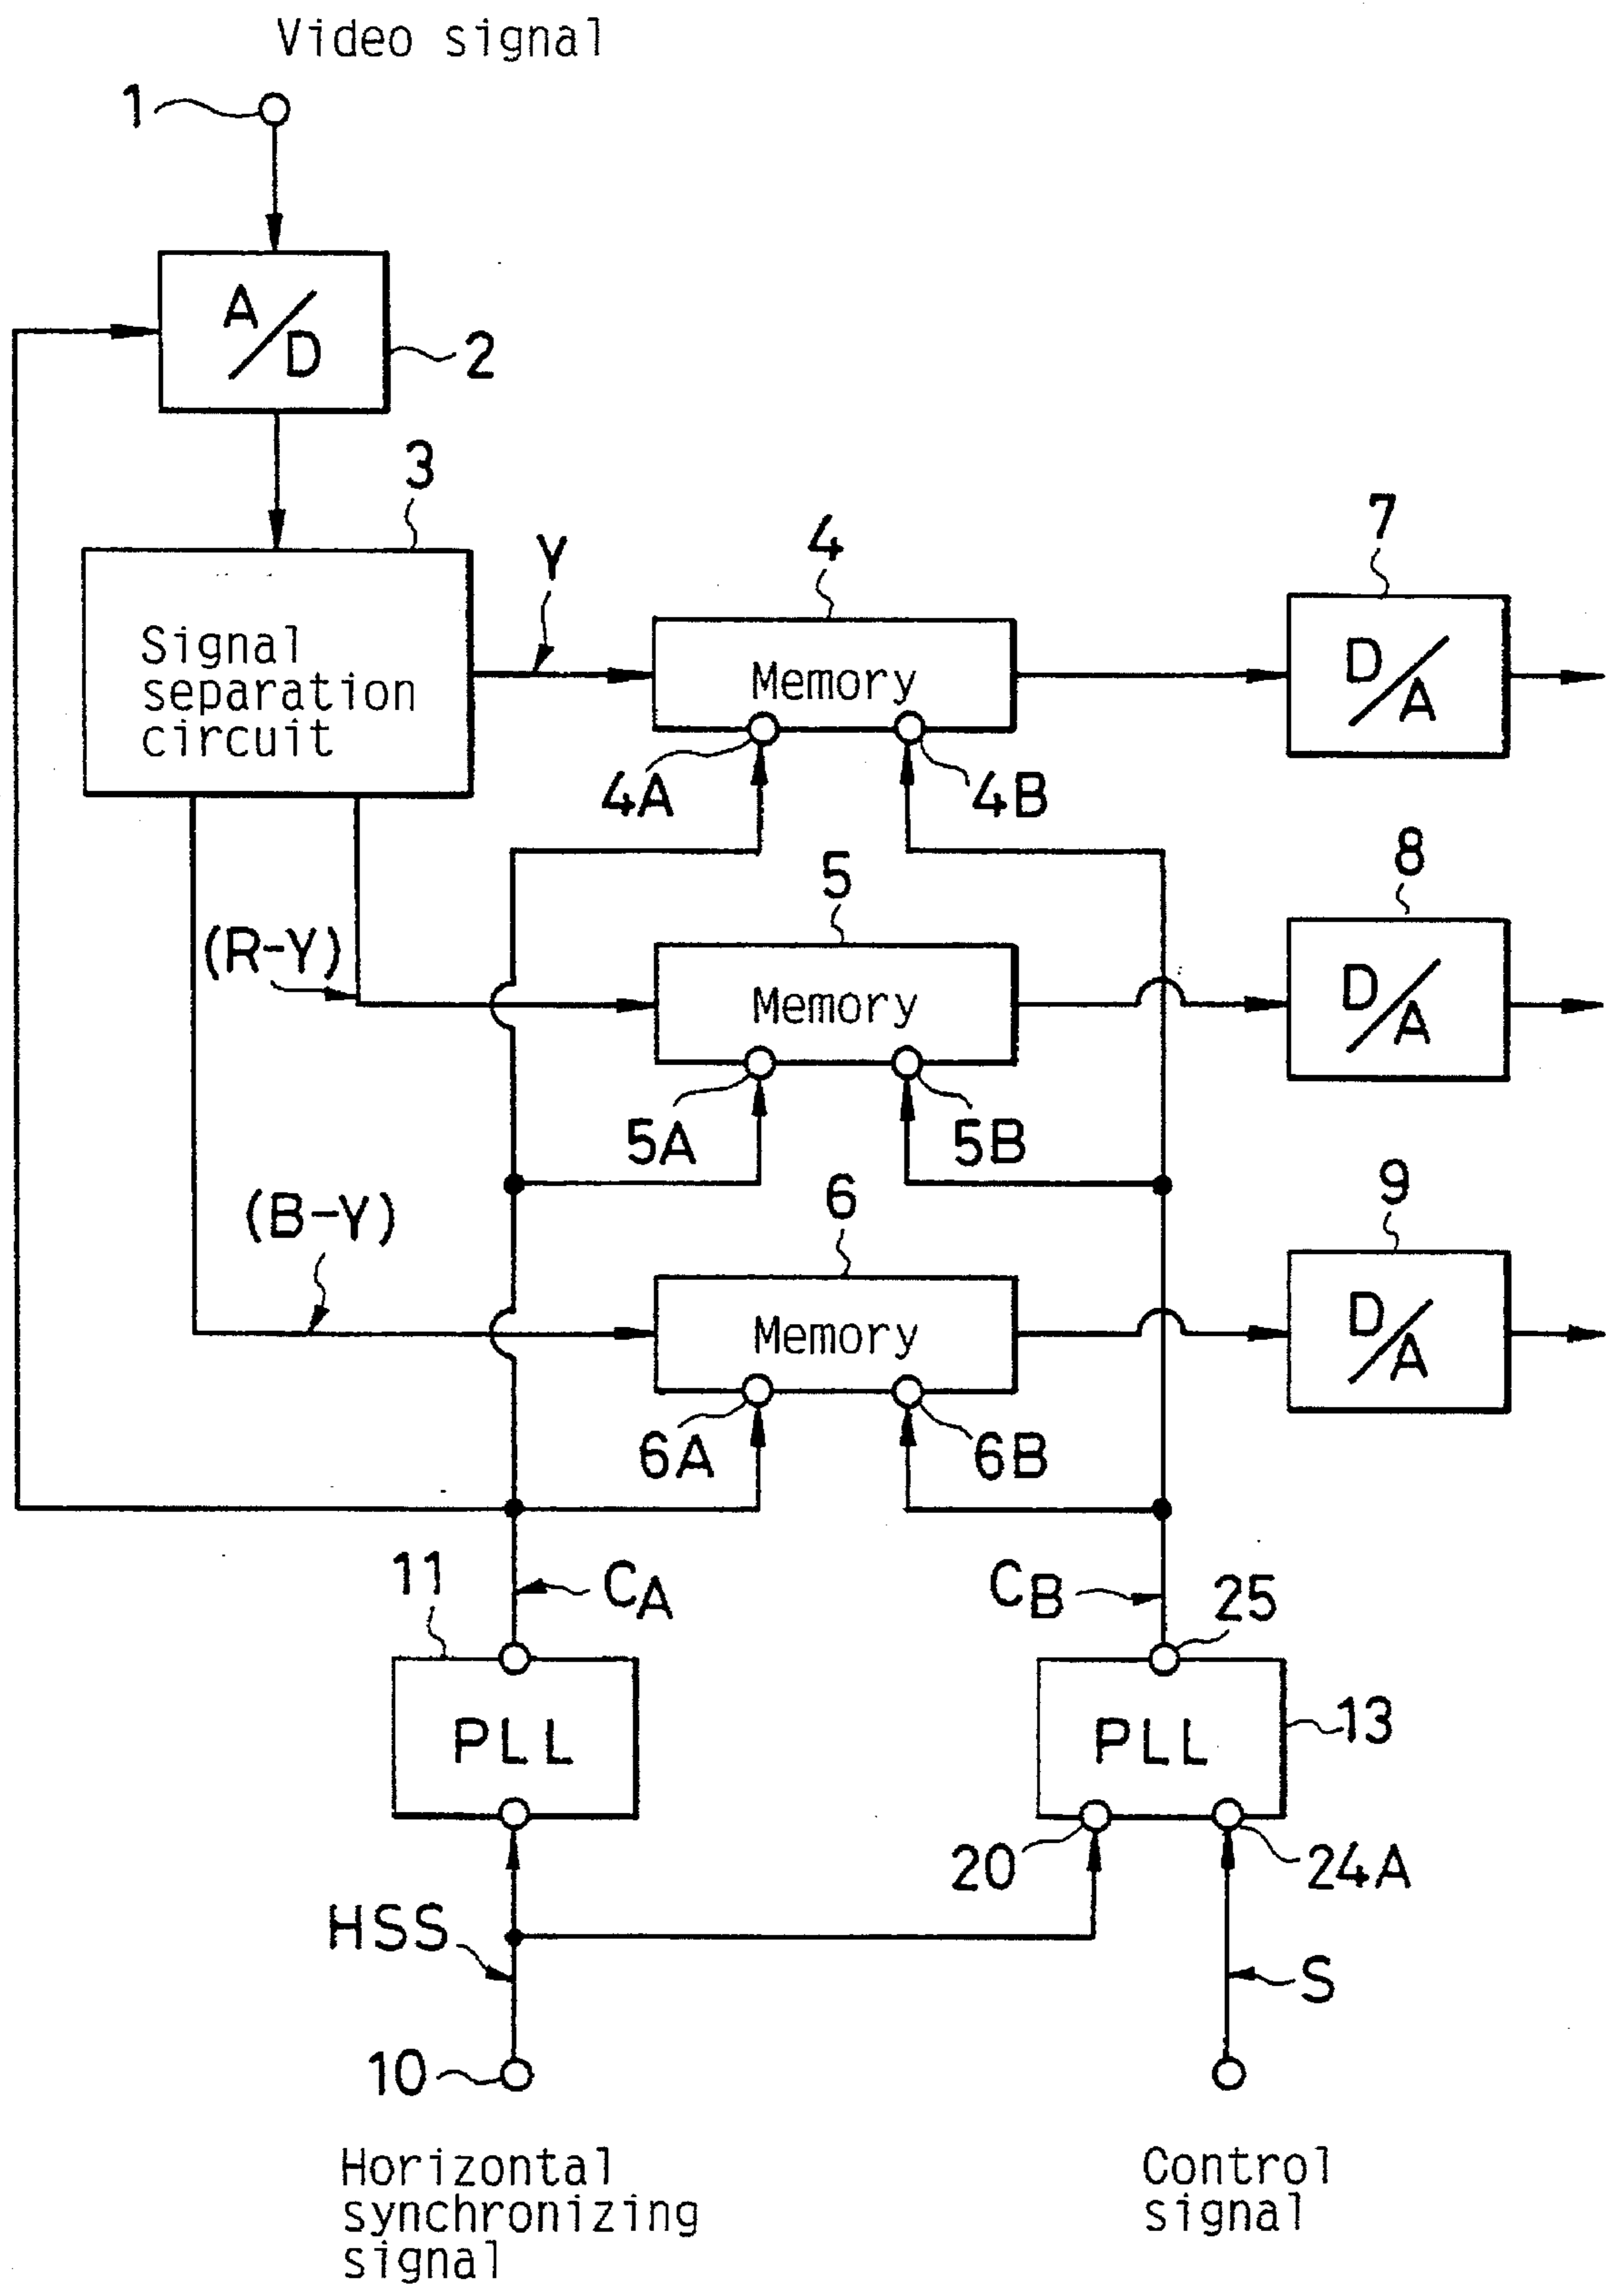 Video signal
1
A/D
2
3
Signal
separation
circuit
Y
4
Memory
4A
4B
7
D/A
(R-Y)
5
Memory
5A
5B
8
D/A
(B-Y)
6
Memory
6A
6B
9
D/A
11
CA
CB
25
PLL
PLL
13
20
24A
HSS
S
10
Horizontal
synchronizing
signal
Control
signal